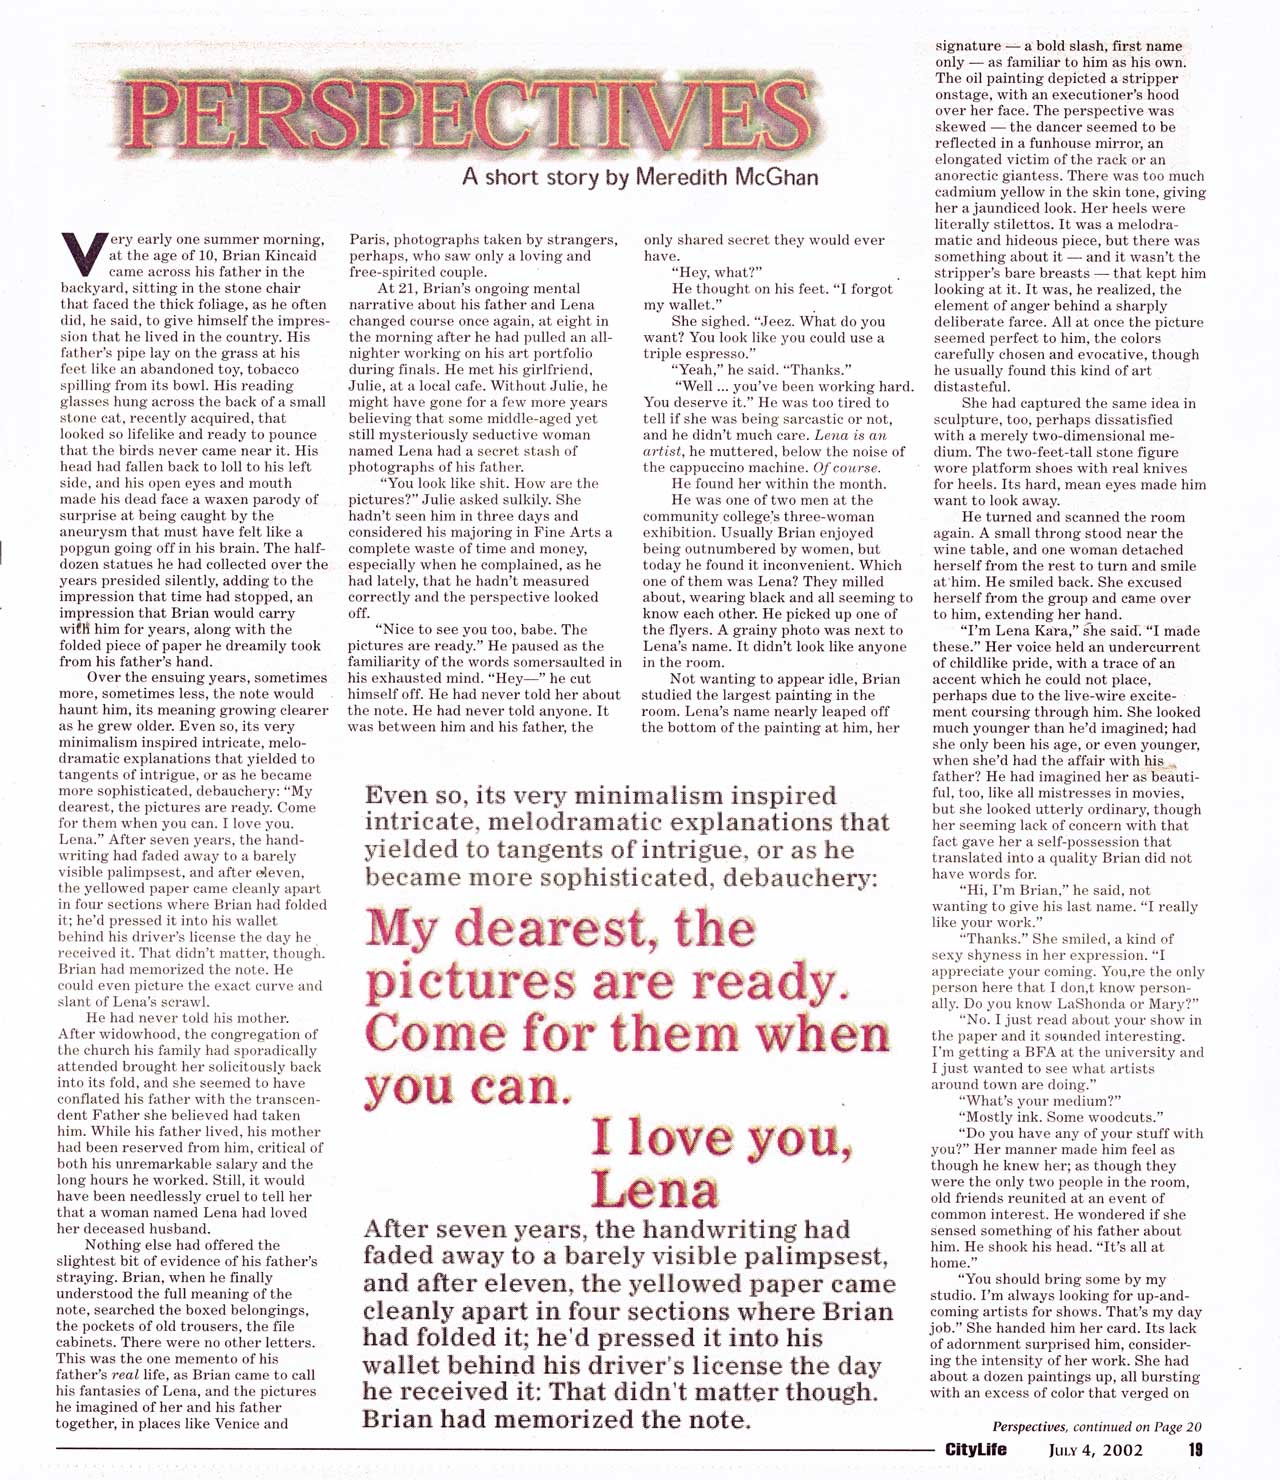 PERSPECTIVES
A short story by Meredith McGhan
Very early one summer morning,
at the age of 10, Brian Kincaid
came across his father in the
backyard, sitting in the stone chair
that faced the thick foliage, as he often
did, he said, to give himself the impres-
sion that he lived in the country. His
father's pipe lay on the grass at his
feet like an abandoned toy, tobacco
spilling from its bowl. His reading
glasses hung across the back of a small
stone cat, recently acquired, that
looked so lifelike and ready to pounce
that the birds never came near it. His
head had fallen back to loll to his left
side, and his open eyes and mouth
made his dead face a waxen parody of
surprise at being caught by the
aneurysm that must have felt like a
popgun going off in his brain. The half-
dozen statues he had collected over the
years presided silently, adding to the
impression that time had stopped, an
impression that Brian would carry
with him for years, along with the
folded piece of paper he dreamily took
from his father's hand.
Over the ensuing years, sometimes
more, sometimes less, the note would
haunt him, its meaning growing clearer
as he grew older. Even so, its very
minimalism inspired intricate, melo-
dramatic explanations that yielded to
tangents of intrigue, or as he became
more sophisticated, debauchery: “My
dearest, the pictures are ready. Come
for them when you can. I love you.
Lena.” After seven years, the hand-
writing had faded away to a barely
visible palimpsest, and after eleven,
the yellowed paper came cleanly apart
in four sections where Brian had folded
it; he'd pressed it into his wallet
behind his driver's license the day he
received it. That didn't matter, though.
Brian had memorized the note. He
could even picture the exact curve and
slant of Lena's scrawl.
He had never told his mother.
After widowhood, the congregation of
the church his family had sporadically
attended brought her solicitously back
into its fold, and she seemed to have
conflated his father with the transcen-
dent Father she believed had taken
him. While his father lived, his mother
had been reserved from him, critical of
both his unremarkable salary and the
long hours he worked. Still, it would
have been needlessly cruel to tell her
that a woman named Lena had loved
her deceased husband.
Nothing else had offered the
slightest bit of evidence of his father's
straying. Brian, when he finally
understood the full meaning of the
note, searched the boxed belongings,
the pockets of old trousers, the file
cabinets. There were no other letters.
This was the one memento of his
father's real life, as Brian came to call
his fantasies of Lena, and the pictures
he imagined of her and his father
together, in places like Venice and
Paris, photographs taken by strangers,
perhaps, who saw only a loving and
free-spirited couple.
At 21, Brian's ongoing mental
narrative about his father and Lena
changed course once again, at eight in
the morning after he had pulled an all-
nighter working on his art portfolio
during finals. He met his girlfriend,
Julie, at a local cafe. Without Julie, he
might have gone for a few more years
believing that some middle-aged yet
still mysteriously seductive woman
named Lena had a secret stash of
photographs of his father.
“You look like shit. How are the
pictures?” Julie asked sulkily. She
hadn't seen him in three days and
considered his majoring in Fine Arts a
complete waste of time and money,
especially when he complained, as he
had lately, that he hadn't measured
correctly and the perspective looked
off.
“Nice to see you too, babe. The
pictures are ready.” He paused as the
familiarity of the words somersaulted in
his exhausted mind. “Hey—” he cut
himself off. He had never told her about
the note. He had never told anyone. It
was between him and his father, the
only shared secret they would ever
have.
“Hey, what?”
He thought on his feet. “I forgot
my wallet.”
She sighed. “Jeez. What do you
want? You look like you could use a
triple espresso.”
“Yeah,” he said. “Thanks.”
“Well ... you've been working hard.
You deserve it.” He was too tired to
tell if she was being sarcastic or not,
and he didn't much care. Lena is an
artist, he muttered, below the noise of
the cappuccino machine. Of course.
He found her within the month.
He was one of two men at the
community college's three-woman
exhibition. Usually Brian enjoyed
being outnumbered by women, but
today he found it inconvenient. Which
one of them was Lena? They milled
about, wearing black and all seeming to
know each other. He picked up one of
the flyers. A grainy photo was next to
Lena's name. It didn't look like anyone
in the room.
Not wanting to appear idle, Brian
studied the largest painting in the
room. Lena's name nearly leaped off
the bottom of the painting at him, her
Even so, its very minimalism inspired
intricate, melodramatic explanations that
yielded to tangents of intrigue, or as he
became more sophisticated, debauchery:
My dearest, the
pictures are ready.
Come for them when
you can.
I love you,
Lena
After seven years, the handwriting had
faded away to a barely visible palimpsest,
and after eleven, the yellowed paper came
cleanly apart in four sections where Brian
had folded it; he'd pressed it into his
wallet behind his driver's license the day
he received it: That didn't matter though.
Brian had memorized the note.
signature — a bold slash, first name
only — as familiar to him as his own.
The oil painting depicted a stripper
onstage, with an executioner's hood
over her face. The perspective was
skewed — the dancer seemed to be
reflected in a funhouse mirror, an
elongated victim of the rack or an
anorectic giantess. There was too much
cadmium yellow in the skin tone, giving
her a jaundiced look. Her heels were
literally stilettos. It was a melodra-
matic and hideous piece, but there was
something about it — and it wasn't the
stripper's bare breasts — that kept him
looking at it. It was, he realized, the
element of anger behind a sharply
deliberate farce. All at once the picture
seemed perfect to him, the colors
carefully chosen and evocative, though
he usually found this kind of art
distasteful.
She had captured the same idea in
sculpture, too, perhaps dissatisfied
with a merely two-dimensional me-
dium. The two-feet-tall stone figure
wore platform shoes with real knives
for heels. Its hard, mean eyes made him
want to look away.
He turned and scanned the room
again. A small throng stood near the
wine table, and one woman detached
herself from the rest to turn and smile
at him. He smiled back. She excused
herself from the group and came over
to him, extending her hand.
“I'm Lena Kara,” she said. “I made
these.” Her voice held an undercurrent
of childlike pride, with a trace of an
accent which he could not place,
perhaps due to the live-wire excite-
ment coursing through him. She looked
much younger than he'd imagined; had
she only been his age, or even younger,
when she'd had the affair with his
father? He had imagined her as beauti-
ful, too, like all mistresses in movies,
but she looked utterly ordinary, though
her seeming lack of concern with that
fact gave her a self-possession that
translated into a quality Brian did not
have words for.
“Hi, I'm Brian,” he said, not
wanting to give his last name. “I really
like your work.”
“Thanks.” She smiled, a kind of
sexy shyness in her expression. “I
appreciate your coming. You,re the only
person here that I don,t know person-
ally. Do you know LaShonda or Mary?”
“No. I just read about your show in
the paper and it sounded interesting.
I'm getting a BFA at the university and
I just wanted to see what artists
around town are doing.”
“What's your medium?”
“Mostly ink. Some woodcuts.”
“Do you have any of your stuff with
you?” Her manner made him feel as
though he knew her; as though they
were the only two people in the room,
old friends reunited at an event of
common interest. He wondered if she
sensed something of his father about
him. He shook his head. “It's all at
home.”
“You should bring some by my
studio. I'm always looking for up-and-
coming artists for shows. That's my day
job.” She handed him her card. Its lack
of adornment surprised him, consider-
ing the intensity of her work. She had
about a dozen paintings up, all bursting
with an excess of color that verged on
Perspectives, continued on Page 20
CityLife July 4, 2002 19